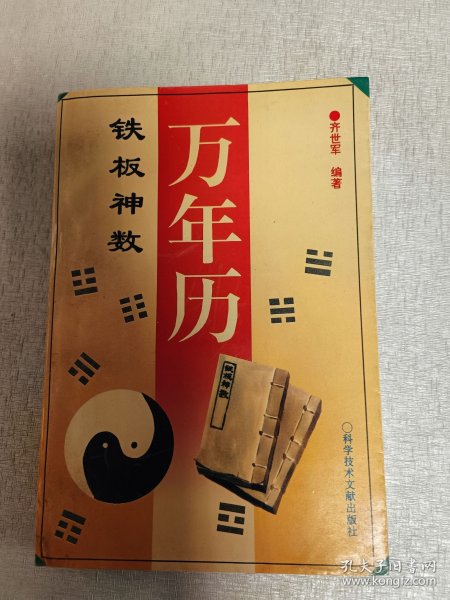 铁板神数
万年历
●齐世军 编著
铁板神数
○科学技术文献出版社
孔夫子旧书网
www.kongfz.com